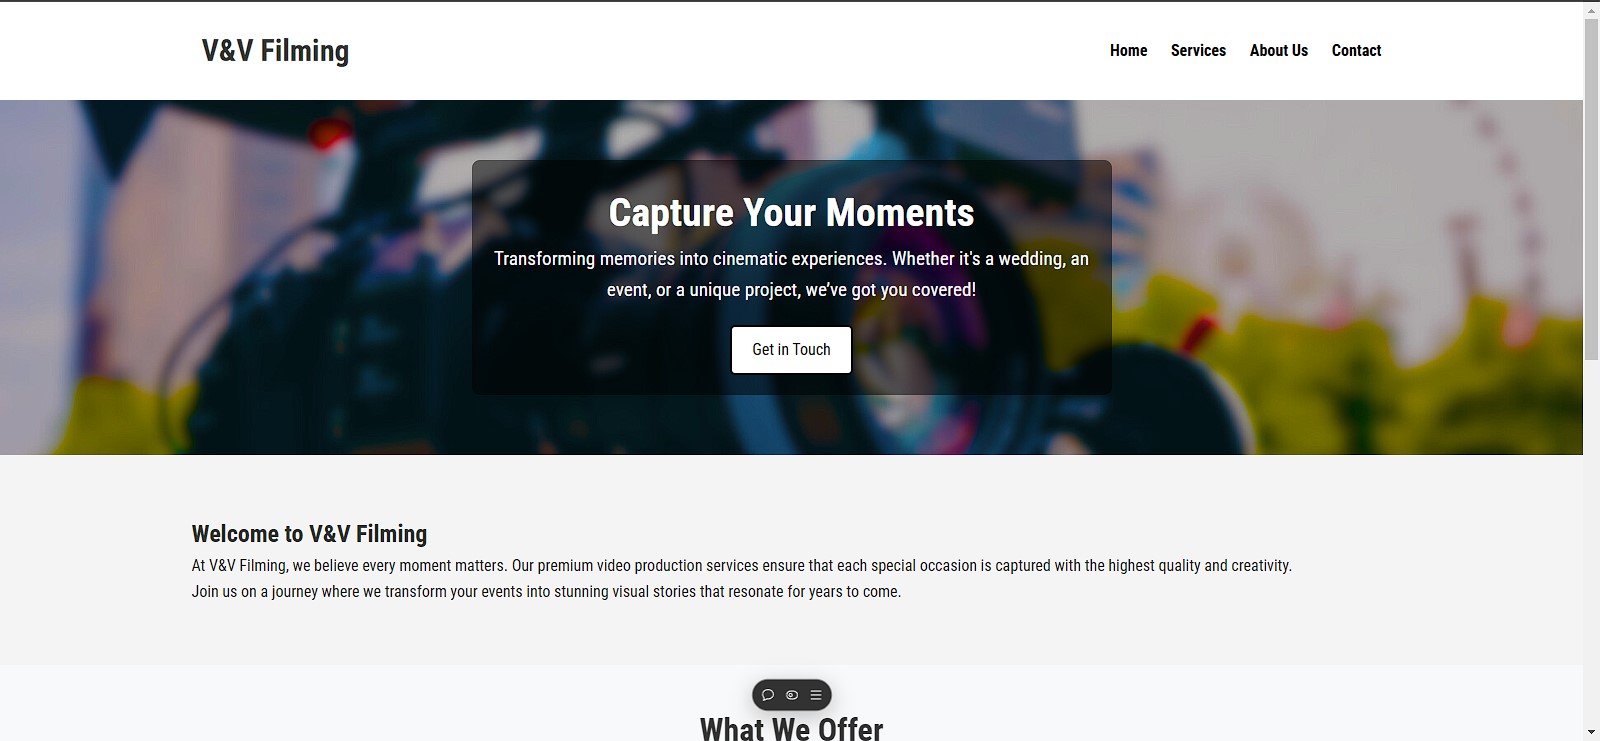 V&V Filming
Home Services About Us Contact
Capture Your Moments
Transforming memories into cinematic experiences. Whether it's a wedding, an
event, or a unique project, we’ve got you covered!
Get in Touch
Welcome to V&V Filming
At V&V Filming, we believe every moment matters. Our premium video production services ensure that each special occasion is captured with the highest quality and creativity.
Join us on a journey where we transform your events into stunning visual stories that resonate for years to come.
What We Offer